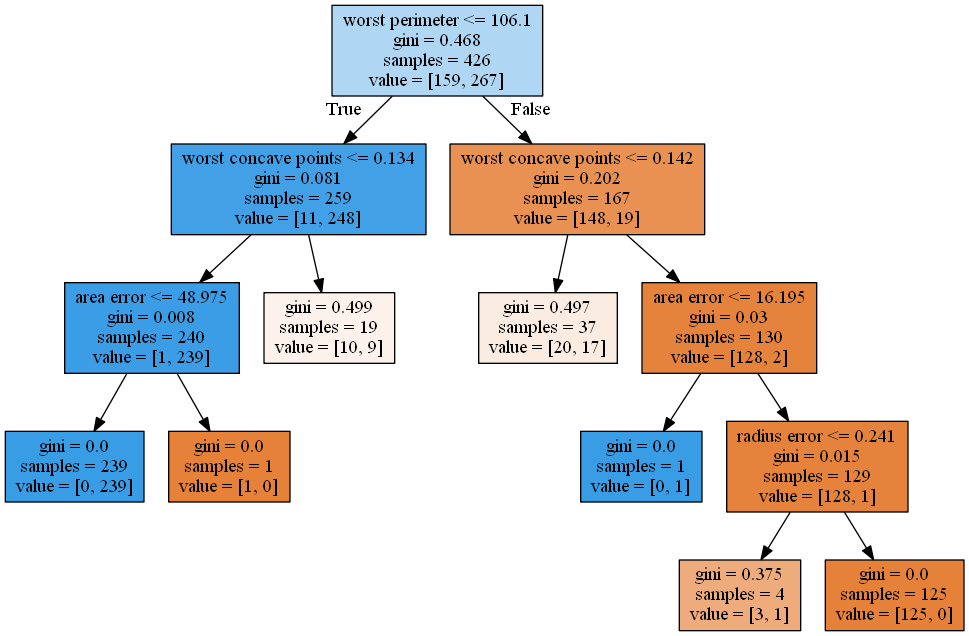 worst perimeter <= 106.1
gini = 0.468
samples = 426
value = [159, 267]
True
False
worst concave points <= 0.134
gini = 0.081
samples = 259
value = [11, 248]
worst concave points <= 0.142
gini = 0.202
samples = 167
value = [148, 19]
area error <= 48.975
gini = 0.008
samples = 240
value = [1, 239]
gini = 0.499
samples = 19
value = [10, 9]
gini = 0.497
samples = 37
value = [20, 17]
area error <= 16.195
gini = 0.03
samples = 130
value = [128, 2]
gini = 0.0
samples = 239
value = [0, 239]
gini = 0.0
samples = 1
value = [1, 0]
gini = 0.0
samples = 1
value = [0, 1]
radius error <= 0.241
gini = 0.015
samples = 129
value = [128, 1]
gini = 0.375
samples = 4
value = [3, 1]
gini = 0.0
samples = 125
value = [125, 0]